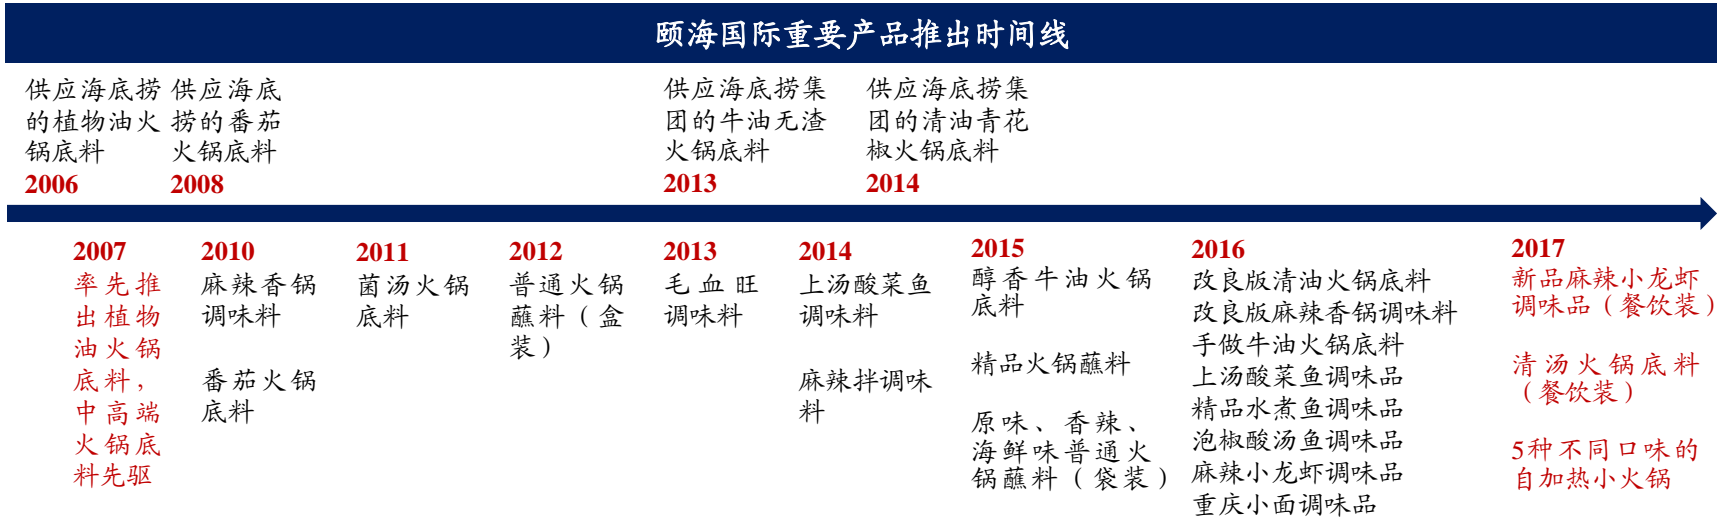 颐海国际重要产品推出时间线
供应海底捞
的植物油火
锅底料
2006
供应海底
捞的番茄
火锅底料
2008
供应海底捞集
团的牛油无渣
火锅底料
2013
供应海底捞集
团的清油青花
椒火锅底料
2014
2007
率先推
出植物
油火锅
底料，
中高端
火锅底
料先驱
2010
麻辣香锅
调味料
番茄火锅
底料
2011
菌汤火锅
底料
2012
普通火锅
蘸料（盒
装）
2013
毛血旺
调味料
2014
上汤酸菜鱼
调味料
麻辣拌调味
料
2015
醇香牛油火锅
底料
精品火锅蘸料
原味、香辣、
海鲜味普通火
锅蘸料（袋装）
2016
改良版清油火锅底料
改良版麻辣香锅调味料
手做牛油火锅底料
上汤酸菜鱼调味品
精品水煮鱼调味品
泡椒酸汤鱼调味品
麻辣小龙虾调味品
重庆小面调味品
2017
新品麻辣小龙虾
调味品（餐饮装）
清汤火锅底料
（餐饮装）
5种不同口味的
自加热小火锅